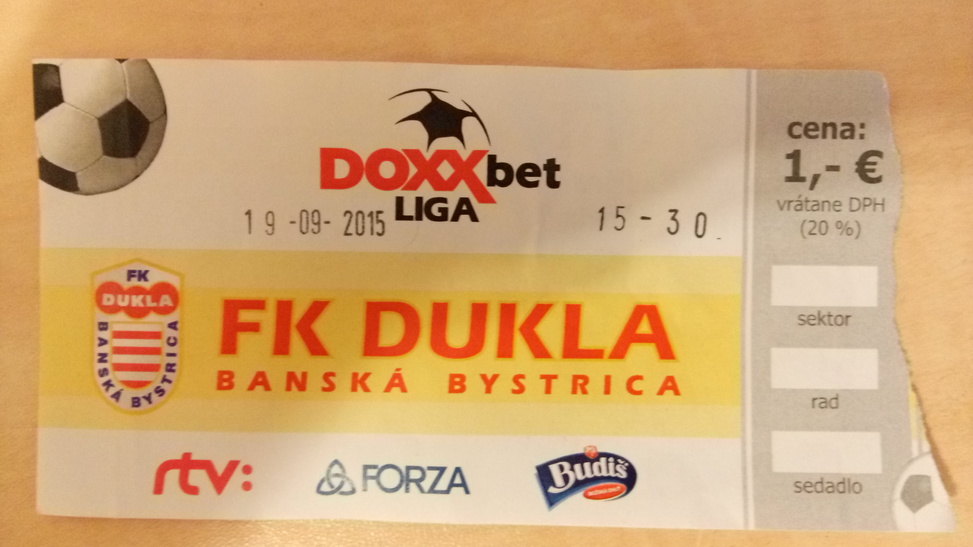 DOXXbet
LIGA
19-09-2015
15-30
FK
DUKLA
BANSKÁ BYSTRICA
FK DUKLA
BANSKÁ BYSTRICA
rtv:
FORZA
Budiš
cena:
1,- €
vrátane DPH
(20 %)
sektor
rad
sedadlo